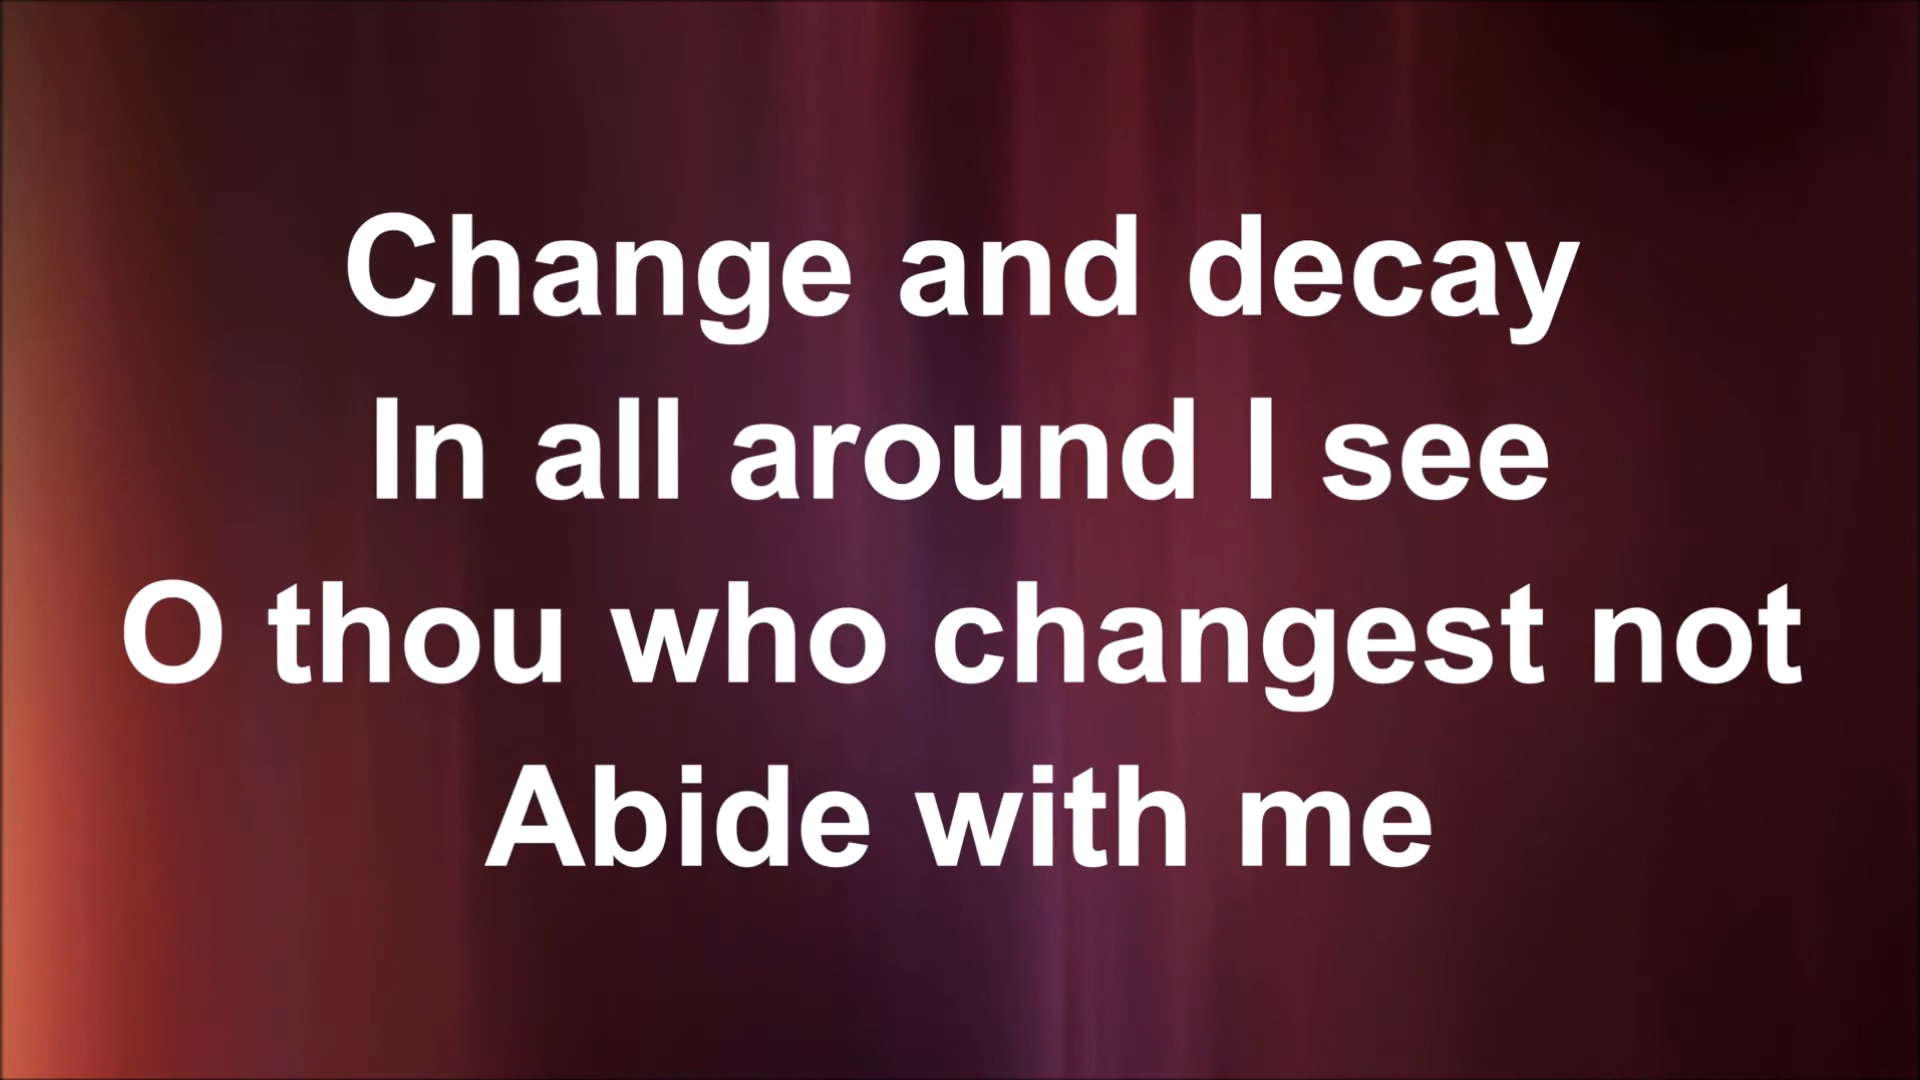 Change and decay
In all around I see
O thou who changest not
Abide with me